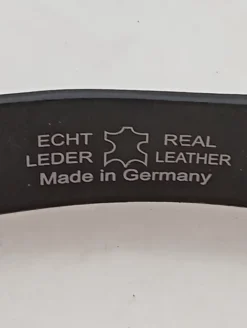 ECHT REAL
LEDER LEATHER
Made in Germany